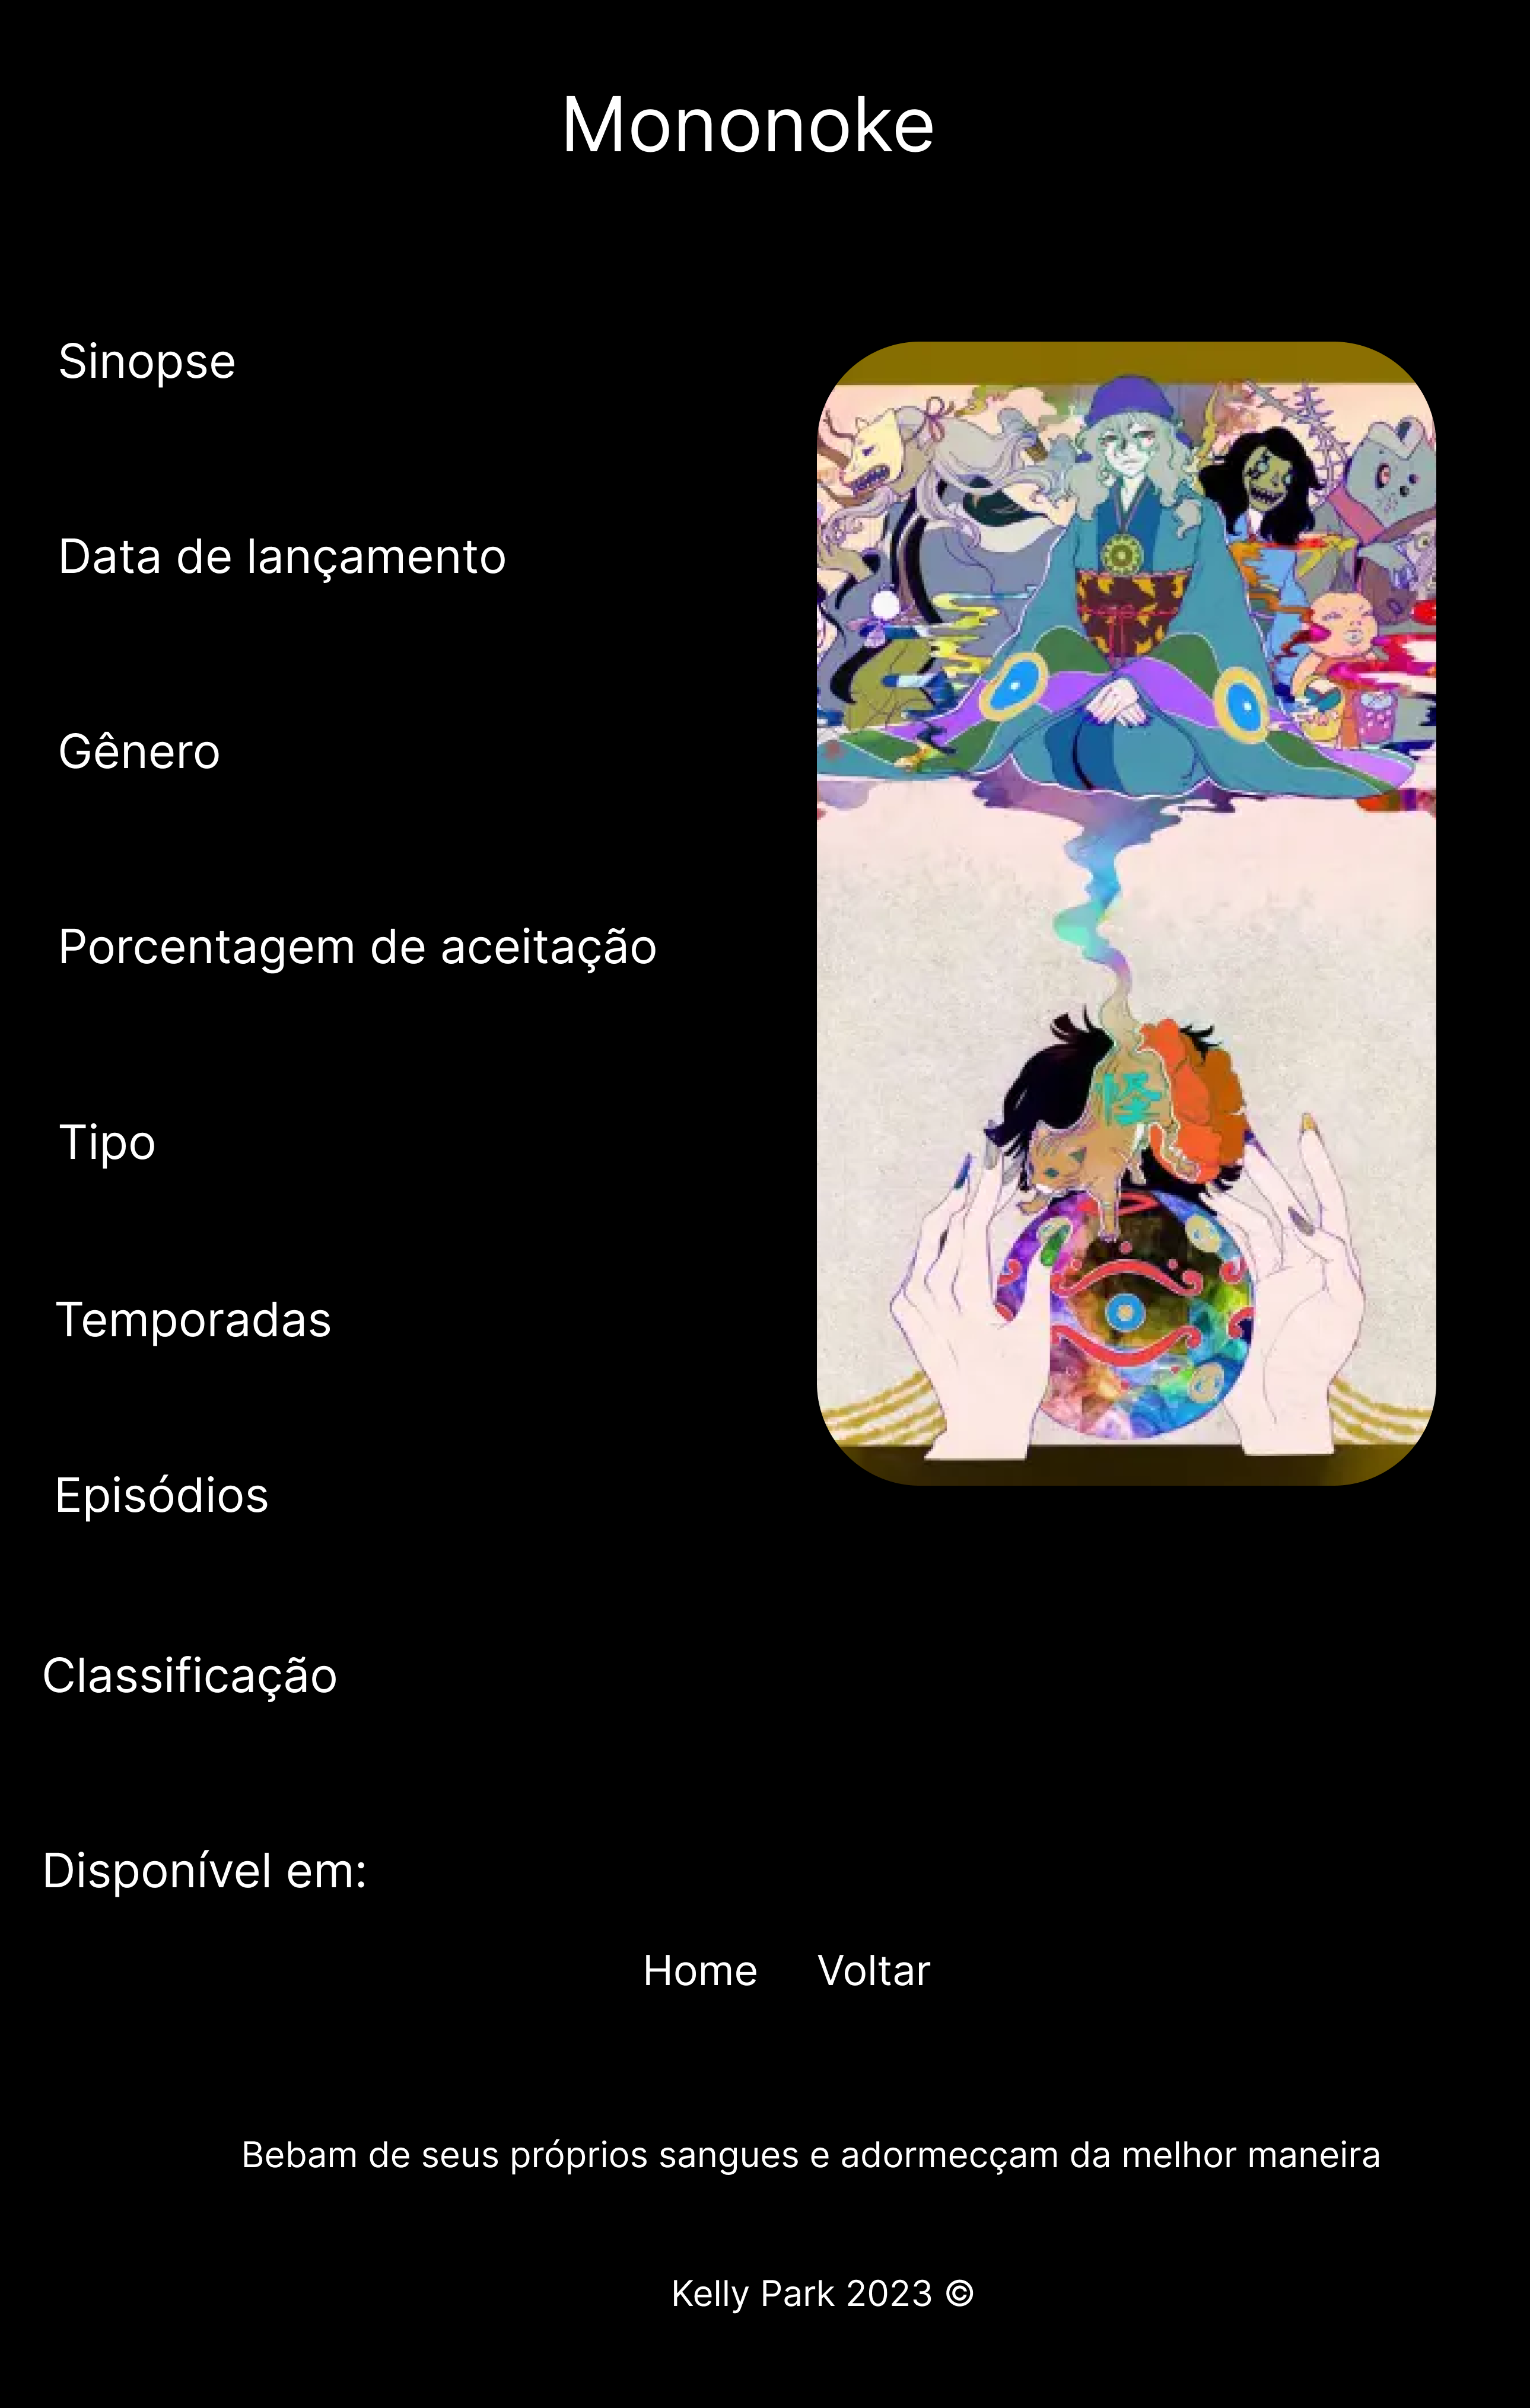 Mononoke
Sinopse
Data de lançamento
Gênero
Porcentagem de aceitação
Tipo
Temporadas
Episódios
Classificação
Disponível em:
怪
Home Voltar
Bebam de seus próprios sangues e adormecçam da melhor maneira
Kelly Park 2023 ©